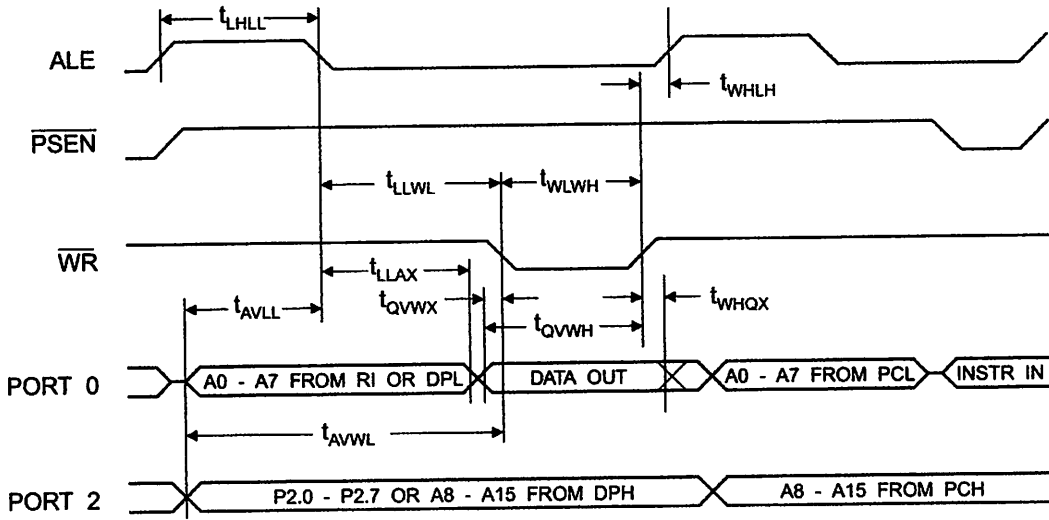 tLHLL
ALE
tWHLH
PSEN
tLLWL
tWLWH
WR
tLLAX
tQVWX
tWHQX
tAVLL
tQVWH
PORT 0
A0 - A7 FROM RI OR DPL
DATA OUT
A0 - A7 FROM PCL
INSTR IN
tAVWL
PORT 2
P2.0 - P2.7 OR A8 - A15 FROM DPH
A8 - A15 FROM PCH